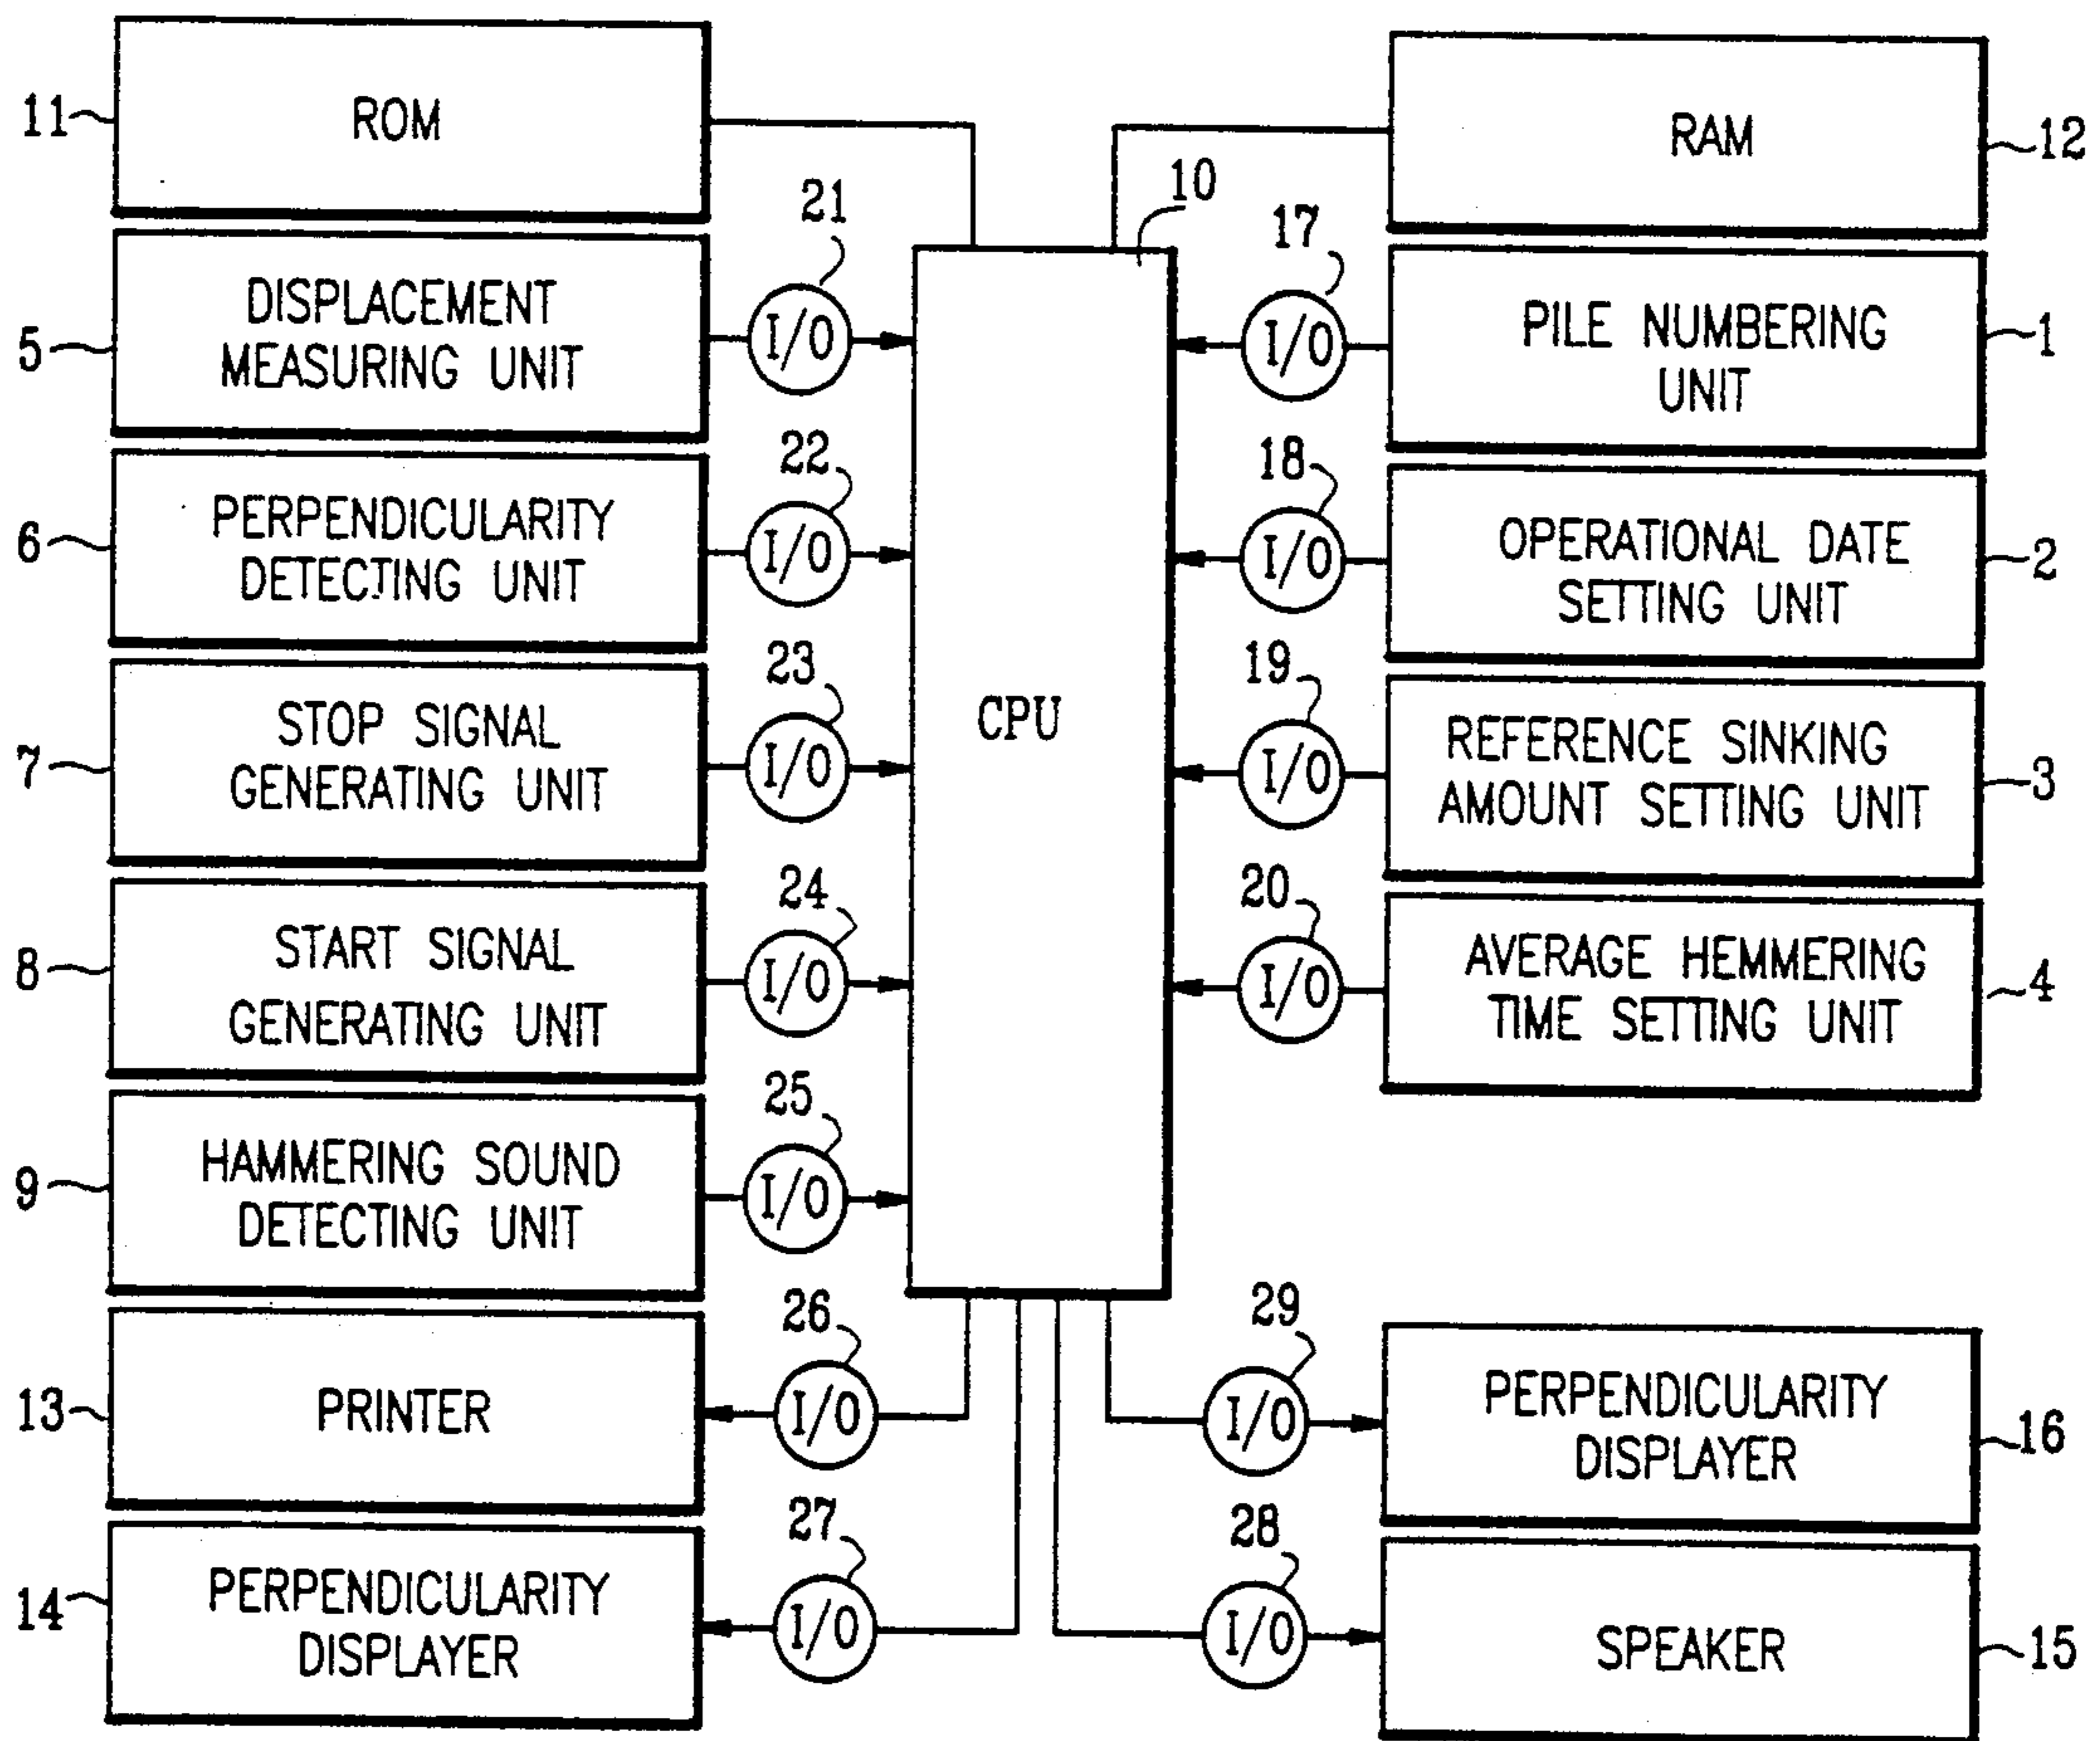 11
ROM
RAM
12
10
21
17
DISPLACEMENT
MEASURING UNIT
5
I/O
I/O
PILE NUMBERING
UNIT
1
22
18
PERPENDICULARITY
DETECTING UNIT
6
I/O
I/O
OPERATIONAL DATE
SETTING UNIT
2
CPU
23
19
STOP SIGNAL
GENERATING UNIT
7
I/O
I/O
REFERENCE SINKING
AMOUNT SETTING UNIT
3
24
20
START SIGNAL
GENERATING UNIT
8
I/O
I/O
AVERAGE HEMMERING
TIME SETTING UNIT
4
25
HAMMERING SOUND
DETECTING UNIT
9
I/O
26
29
13
PRINTER
I/O
I/O
PERPENDICULARITY
DISPLAYER
16
27
28
14
PERPENDICULARITY
DISPLAYER
I/O
I/O
SPEAKER
15